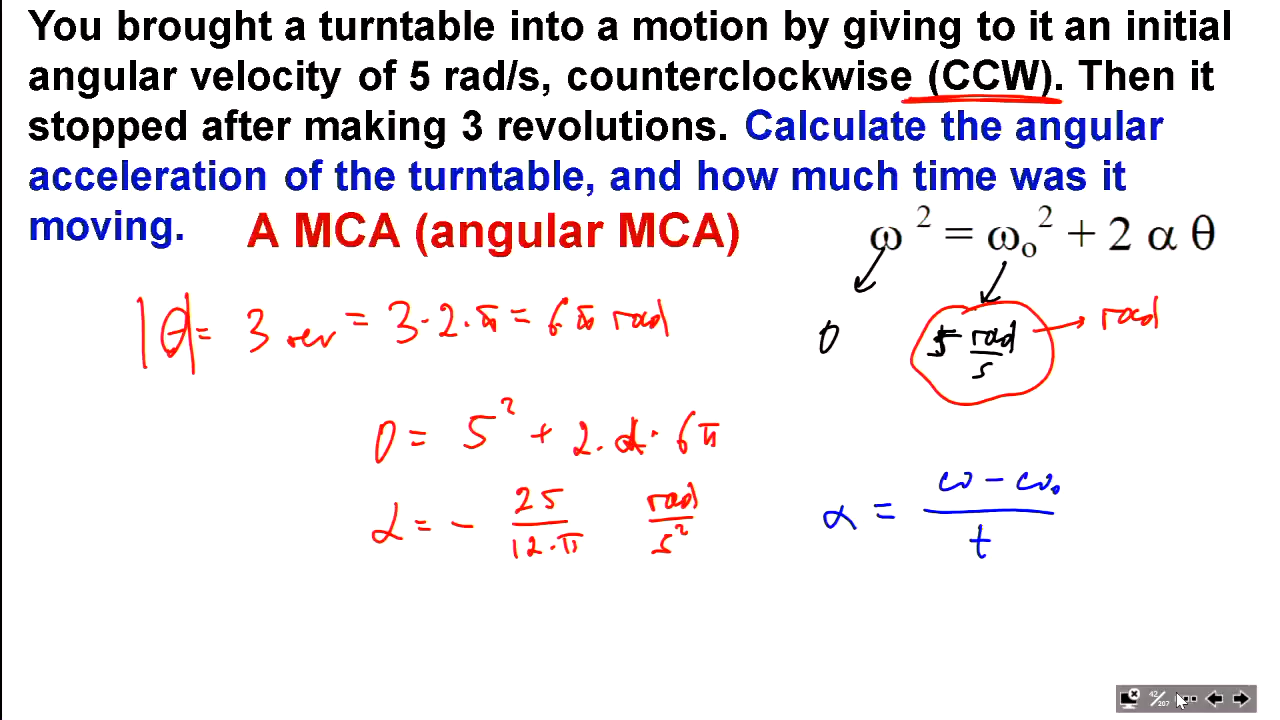 You brought a turntable into a motion by giving to it an initial
angular velocity of 5 rad/s, counterclockwise (CCW). Then it
stopped after making 3 revolutions. Calculate the angular
acceleration of the turntable, and how much time was it
moving. A MCA (angular MCA)
ω² = ω₀² + 2 α θ
|θ| = 3 rev = 3·2·π = 6π rad
0 5 rad/s → rad
0 = 5² + 2·α·6π
α = - 25/12·π rad/s²
α = ω - ω₀/t
42/207